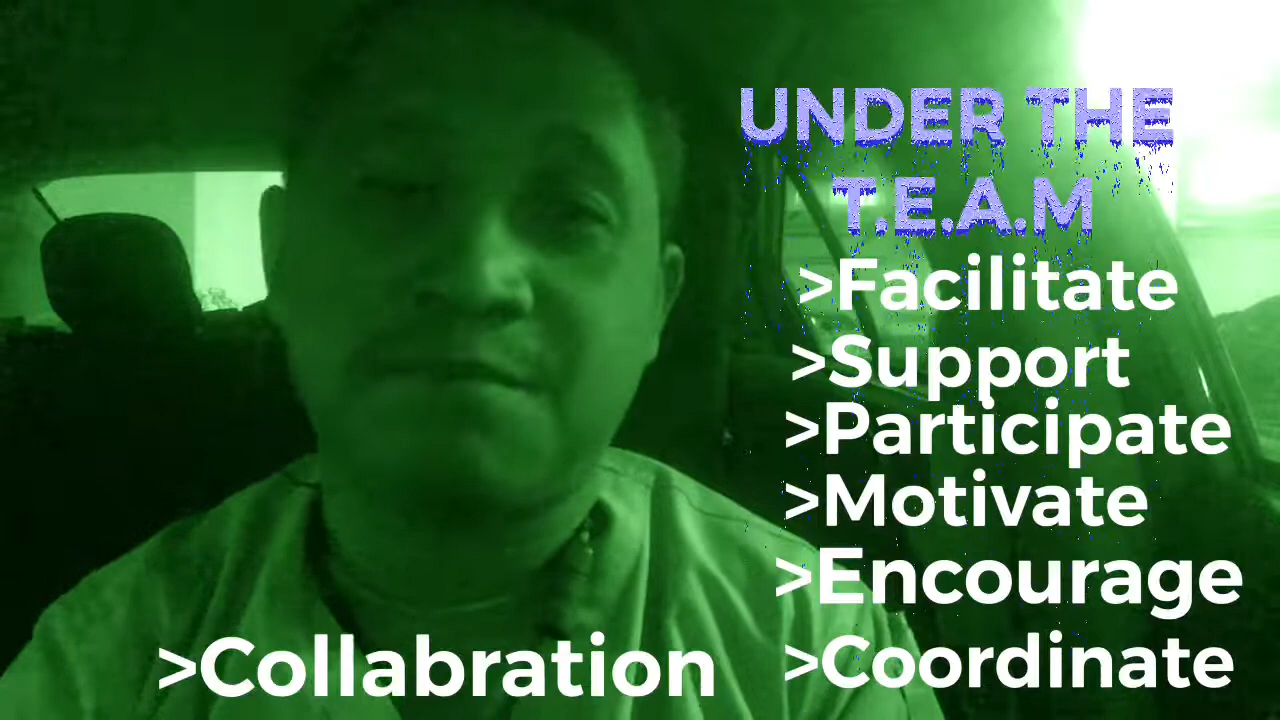 UNDER THE
T.E.A.M
>Facilitate
>Support
>Participate
>Motivate
>Encourage
>Coordinate
>Collabration